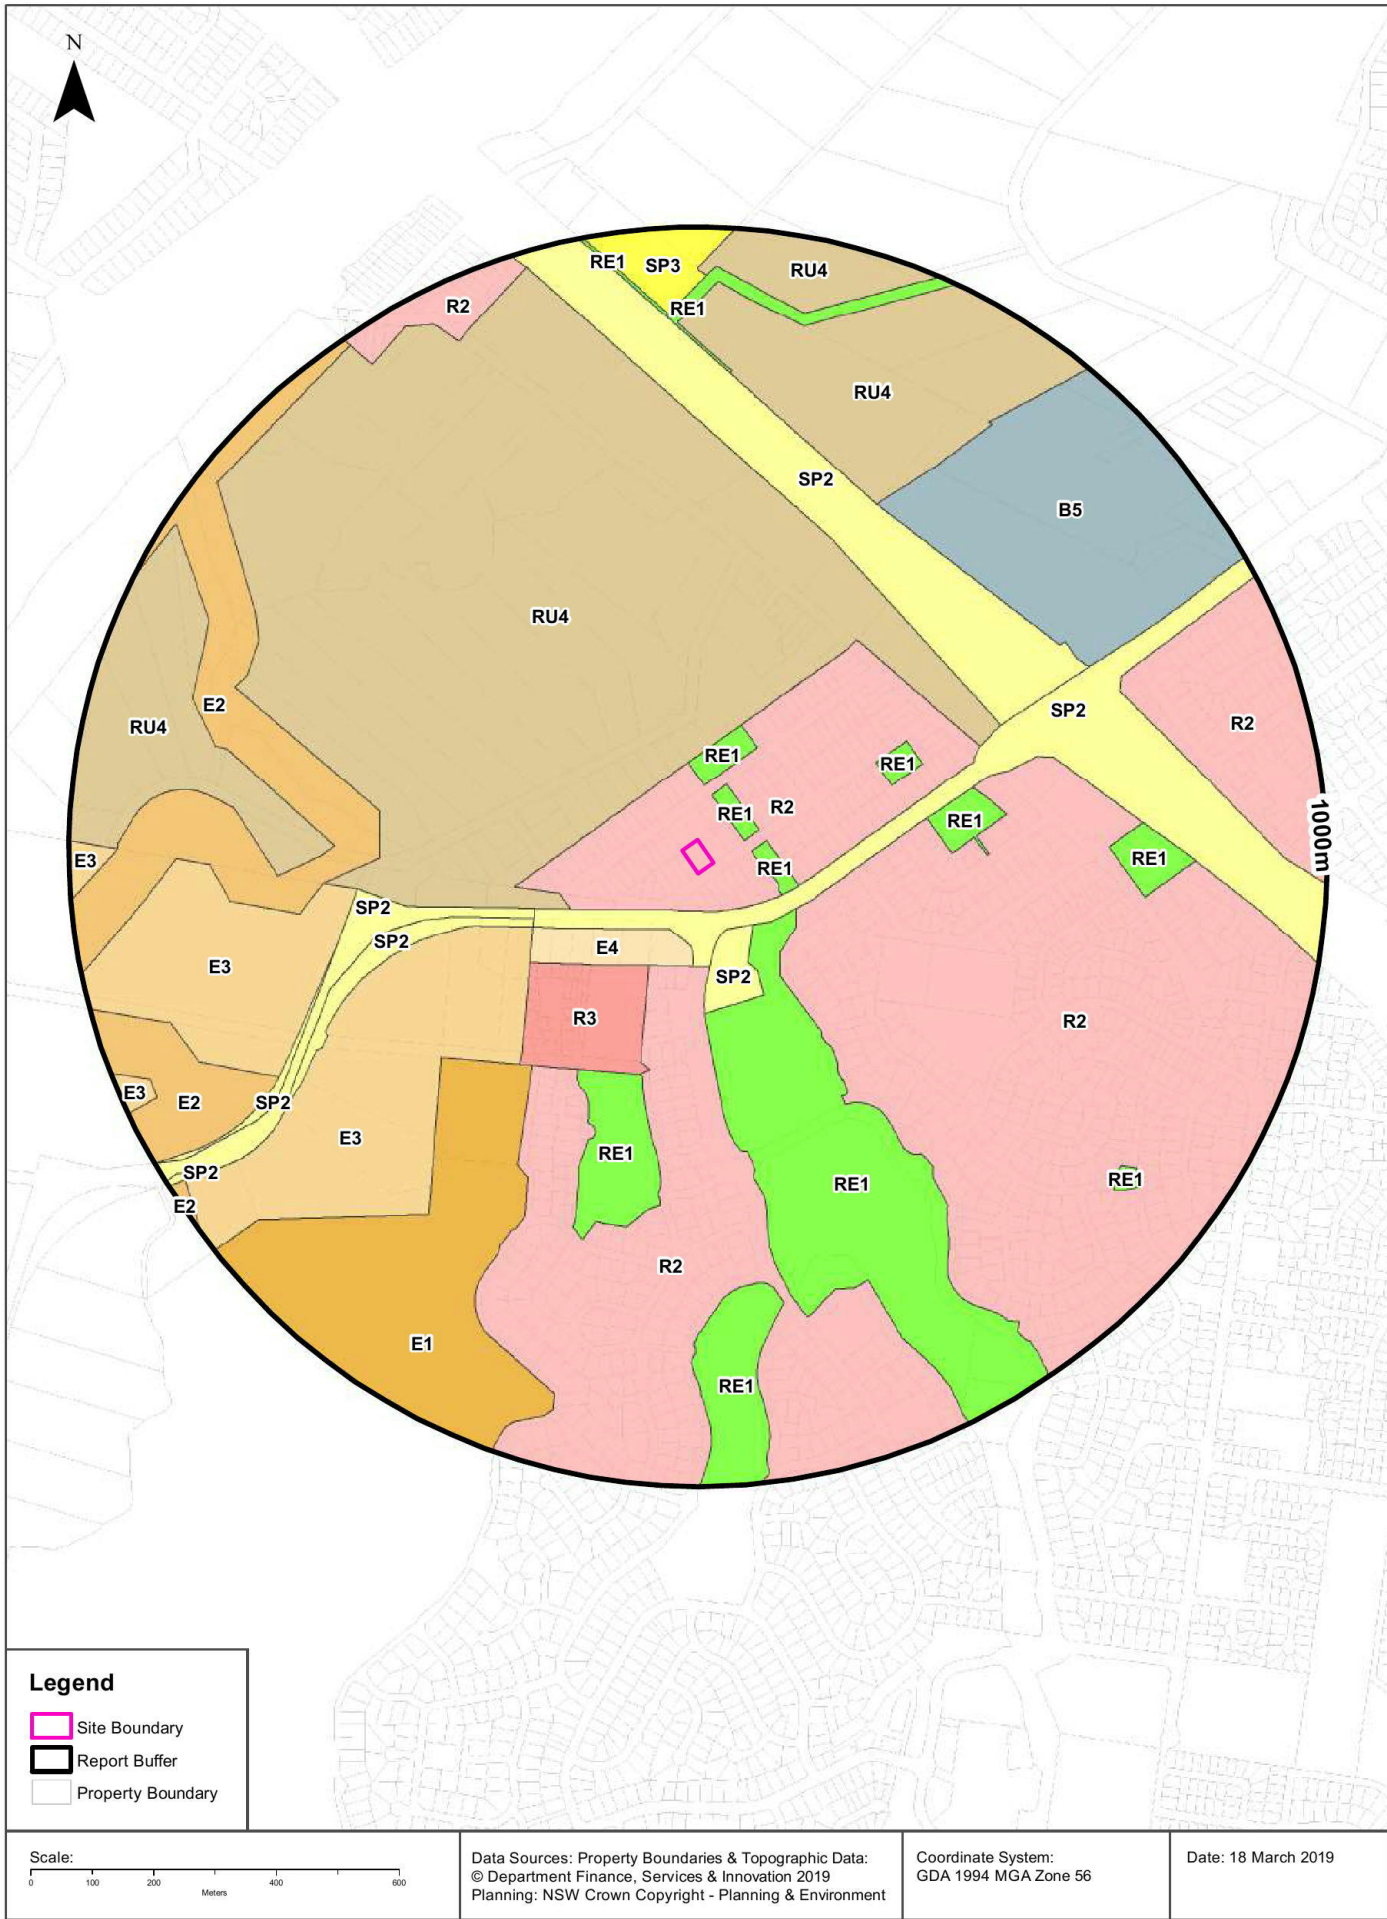 N
RE1
SP3
RU4
R2
RE1
RU4
SP2
B5
RU4
E2
SP2
RU4
R2
RE1
RE1
R2
RE1
RE1
RE1
RE1
1000m
E3
SP2
SP2
E4
E3
SP2
R3
R2
E3
E2
SP2
E3
RE1
SP2
RE1
RE1
E2
R2
E1
RE1
Legend
Site Boundary
Report Buffer
Property Boundary
Scale:
0 100 200 400 600
Meters
Data Sources: Property Boundaries & Topographic Data:
© Department Finance, Services & Innovation 2019
Planning: NSW Crown Copyright - Planning & Environment
Coordinate System:
GDA 1994 MGA Zone 56
Date: 18 March 2019